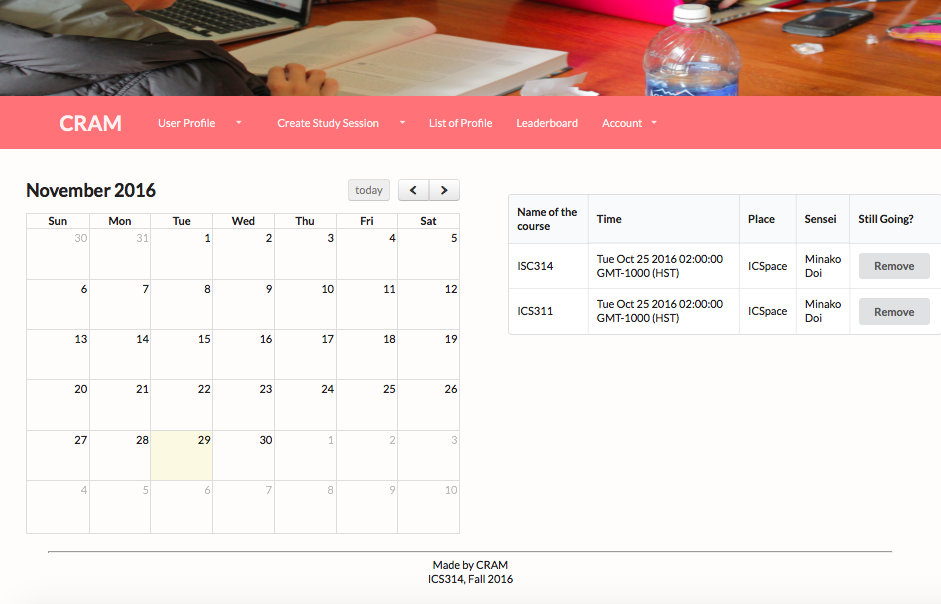 CRAM User Profile Create Study Session List of Profile Leaderboard Account
November 2016 today
Sun Mon Tue Wed Thu Fri Sat
30 31 1 2 3 4 5
6 7 8 9 10 11 12
13 14 15 16 17 18 19
20 21 22 23 24 25 26
27 28 29 30 1 2 3
4 5 6 7 8 9 10
Name of the course Time Place Sensei Still Going?
ISC314 Tue Oct 25 2016 02:00:00 GMT-1000 (HST) ICSpace Minako Doi Remove
ICS311 Tue Oct 25 2016 02:00:00 GMT-1000 (HST) ICSpace Minako Doi Remove
Made by CRAM
ICS314, Fall 2016